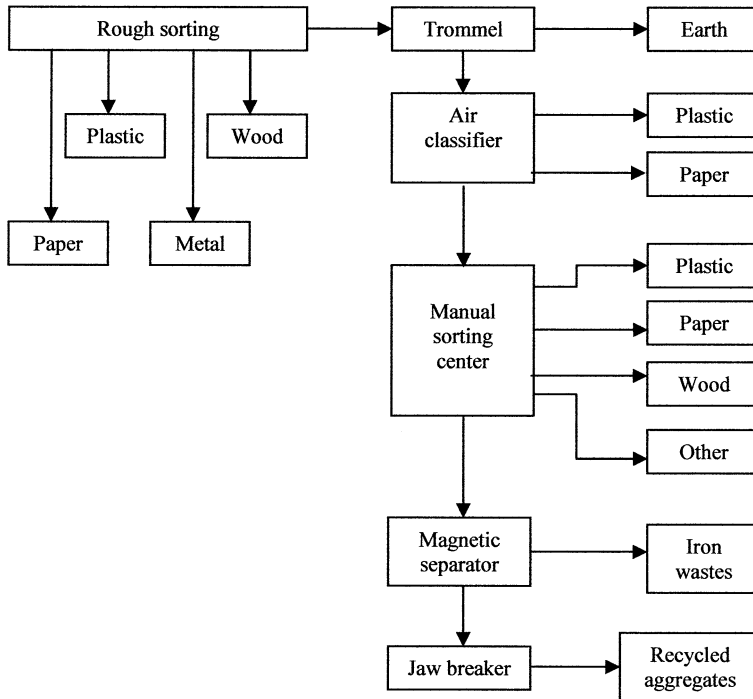 Rough sorting
Trommel
Earth
Plastic
Wood
Paper
Metal
Air
classifier
Plastic
Paper
Manual
sorting
center
Plastic
Paper
Wood
Other
Magnetic
separator
Iron
wastes
Jaw breaker
Recycled
aggregates